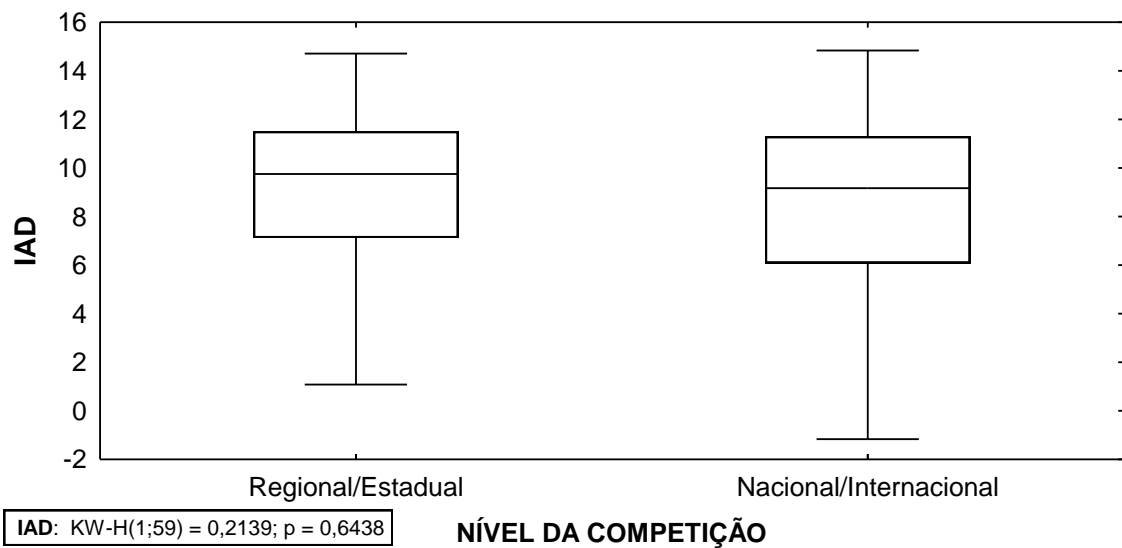 16
14
12
10
8
6
4
2
0
-2
IAD
Regional/Estadual
Nacional/Internacional
IAD: KW-H(1;59) = 0,2139; p = 0,6438
NÍVEL DA COMPETIÇÃO